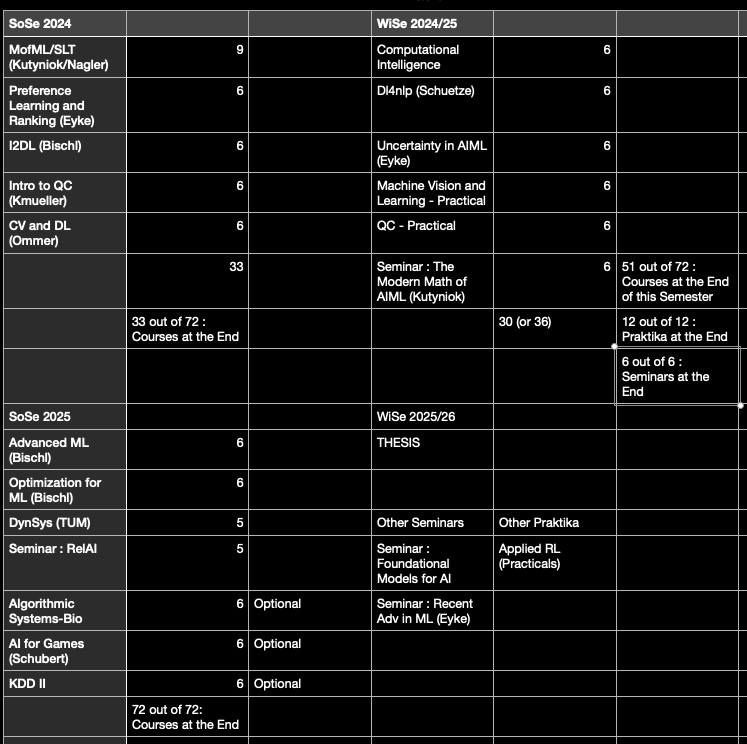 SoSe 2024
WiSe 2024/25
MofML/SLT
(Kutyniok/Nagler)
9
Computational
Intelligence
6
Preference
Learning and
Ranking (Eyke)
6
Dl4nlp (Schuetze)
6
I2DL (Bischl)
6
Uncertainty in AIML
(Eyke)
6
Intro to QC
(Kmueller)
6
Machine Vision and
Learning - Practical
6
CV and DL
(Ommer)
6
QC - Practical
6
33
Seminar : The
Modern Math of
AIML (Kutyniok)
6
51 out of 72 :
Courses at the End
of this Semester
33 out of 72 :
Courses at the End
30 (or 36)
12 out of 12 :
Praktika at the End
6 out of 6 :
Seminars at the
End
SoSe 2025
WiSe 2025/26
Advanced ML
(Bischl)
6
THESIS
Optimization for
ML (Bischl)
6
DynSys (TUM)
5
Other Seminars
Other Praktika
Seminar : RelAI
5
Seminar :
Foundational
Models for AI
Applied RL
(Practicals)
Algorithmic
Systems-Bio
6
Optional
Seminar : Recent
Adv in ML (Eyke)
AI for Games
(Schubert)
6
Optional
KDD II
6
Optional
72 out of 72:
Courses at the End